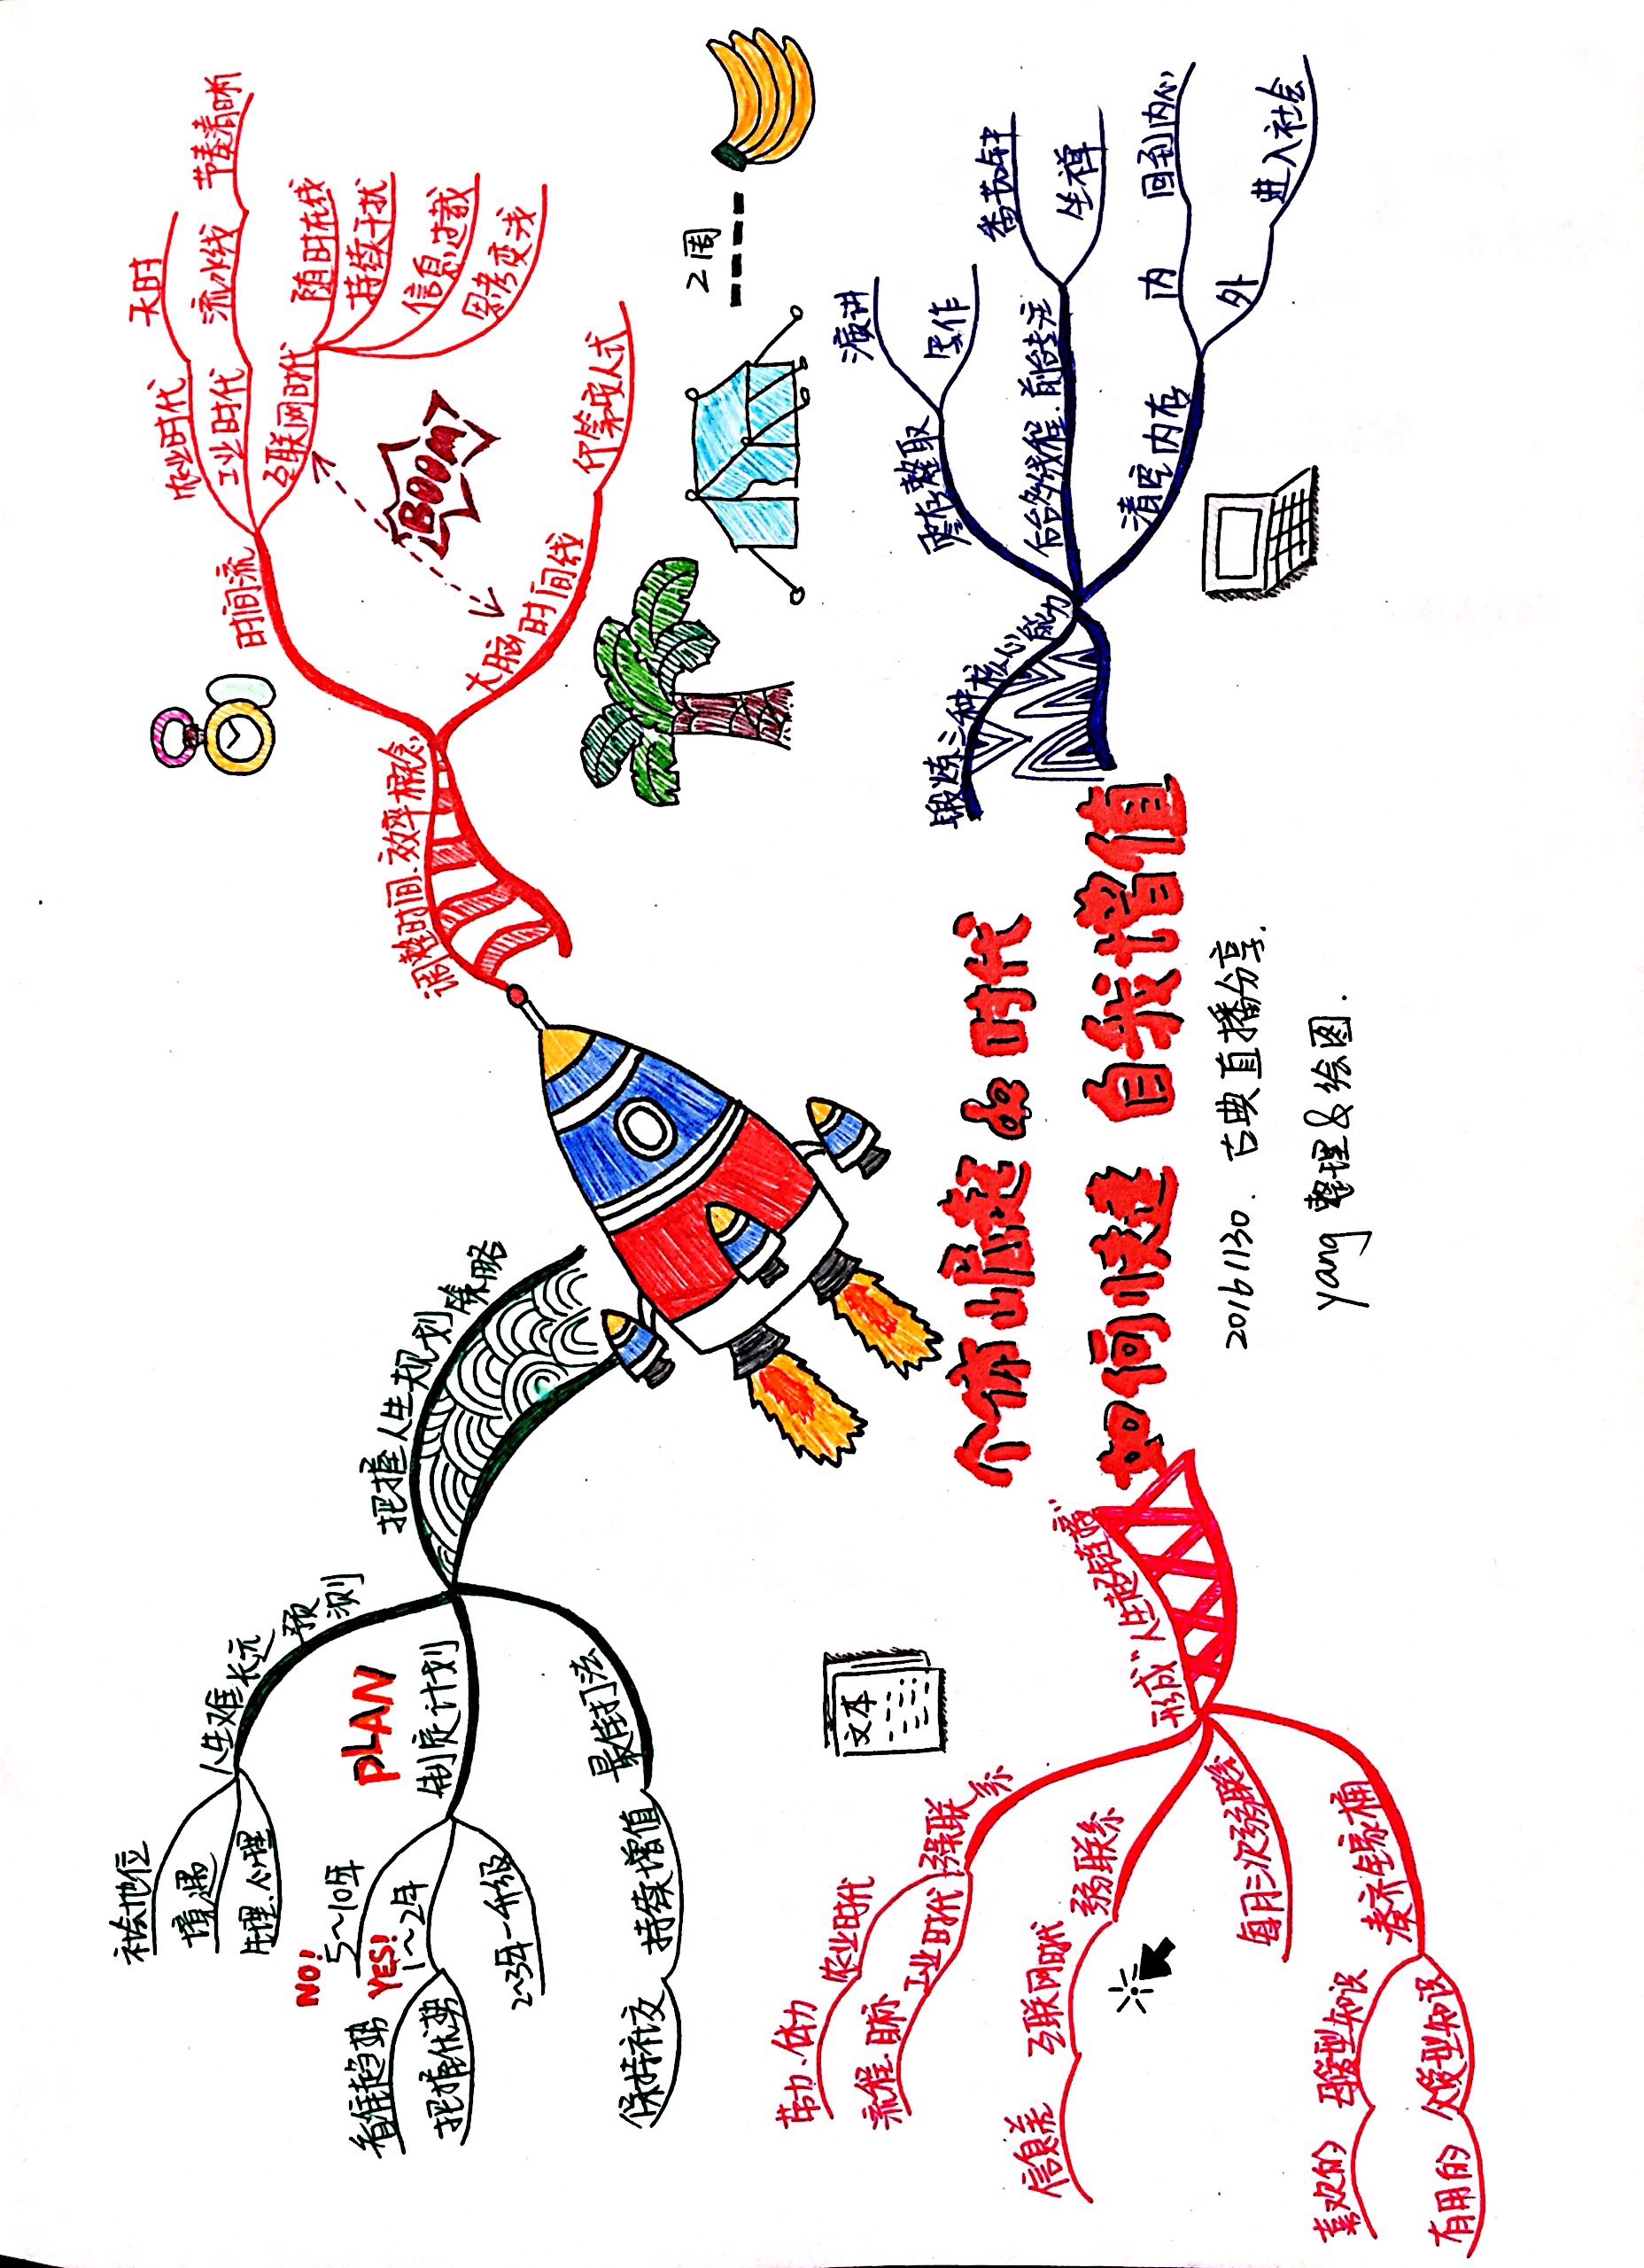 个体崛起的时代
如何快速 自我增值
20161130. 古典直播分享.
yang 整理&绘图.
调整时间、效率概念
时间流
农业时代
天时
工业时代
流水线
节奏清晰
互联网时代
随时在线
持续干扰
信息过载
思考变浅
BOOM
大脑时间线
仟第安人式
2周
锻炼三种核心能力
零存整取
演讲
写作
后台多线程、前台专注
番茄钟
坐禅
清空内存
内
回到内心
外
进入社会
形成“人生超链接”
强联系
农业时代
劳力、体力
工业时代
流程、目标
文本
弱联系
互联网时代
信息差
每月三次弱联系
凑齐全家桶
母爱型知识
喜欢的
父爱型知识
有用的
把握人生规划策略
人生难长远预测
社会地位
境遇
生理、心理
PLAN
制定计划
NO!
5~10年
YES!
1~2年
看准趋势
把握优势
2~3年一升级
最佳打法
持续增值
保持社交